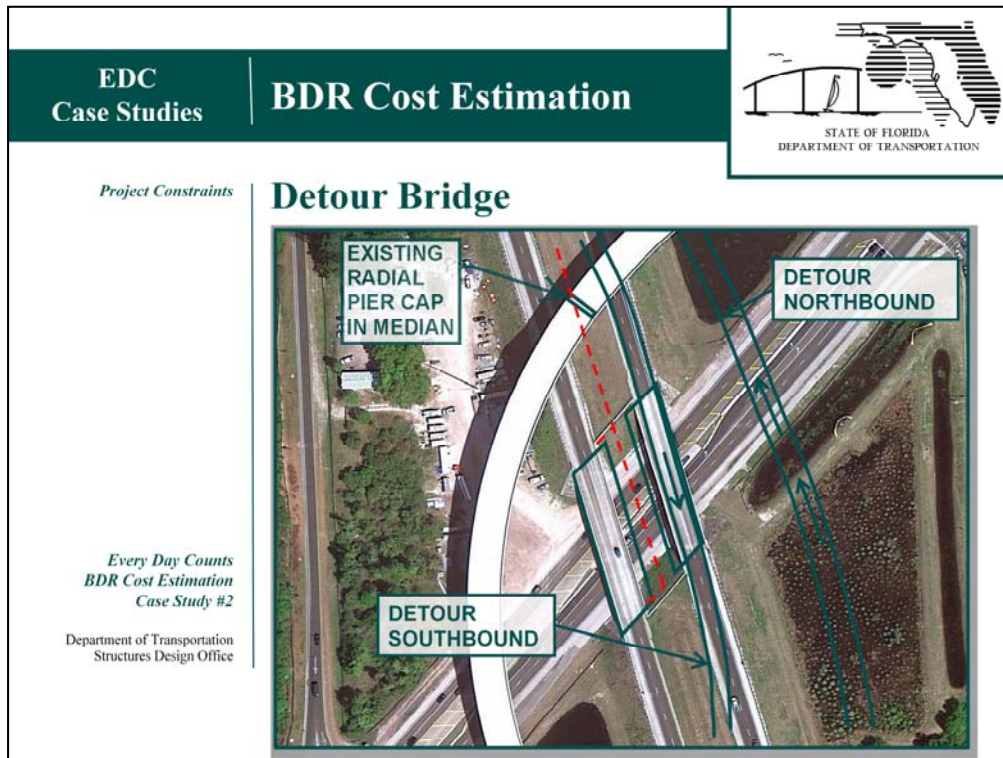 EDC
Case Studies
BDR Cost Estimation
STATE OF FLORIDA
DEPARTMENT OF TRANSPORTATION
Project Constraints
Detour Bridge
EXISTING
RADIAL
PIER CAP
IN MEDIAN
DETOUR
NORTHBOUND
DETOUR
SOUTHBOUND
Every Day Counts
BDR Cost Estimation
Case Study #2
Department of Transportation
Structures Design Office